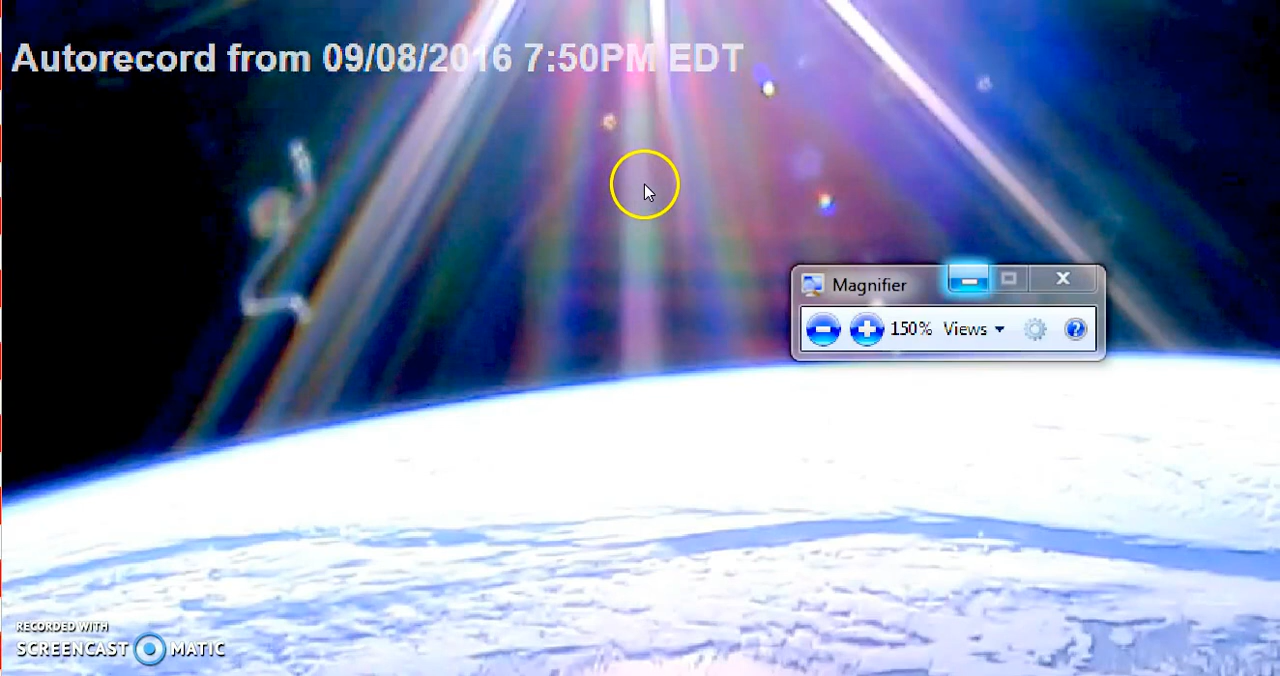 Autorecord from 09/08/2016 7:50PM EDT
Magnifier
150% Views
RECORDED WITH
SCREENCAST MATIC